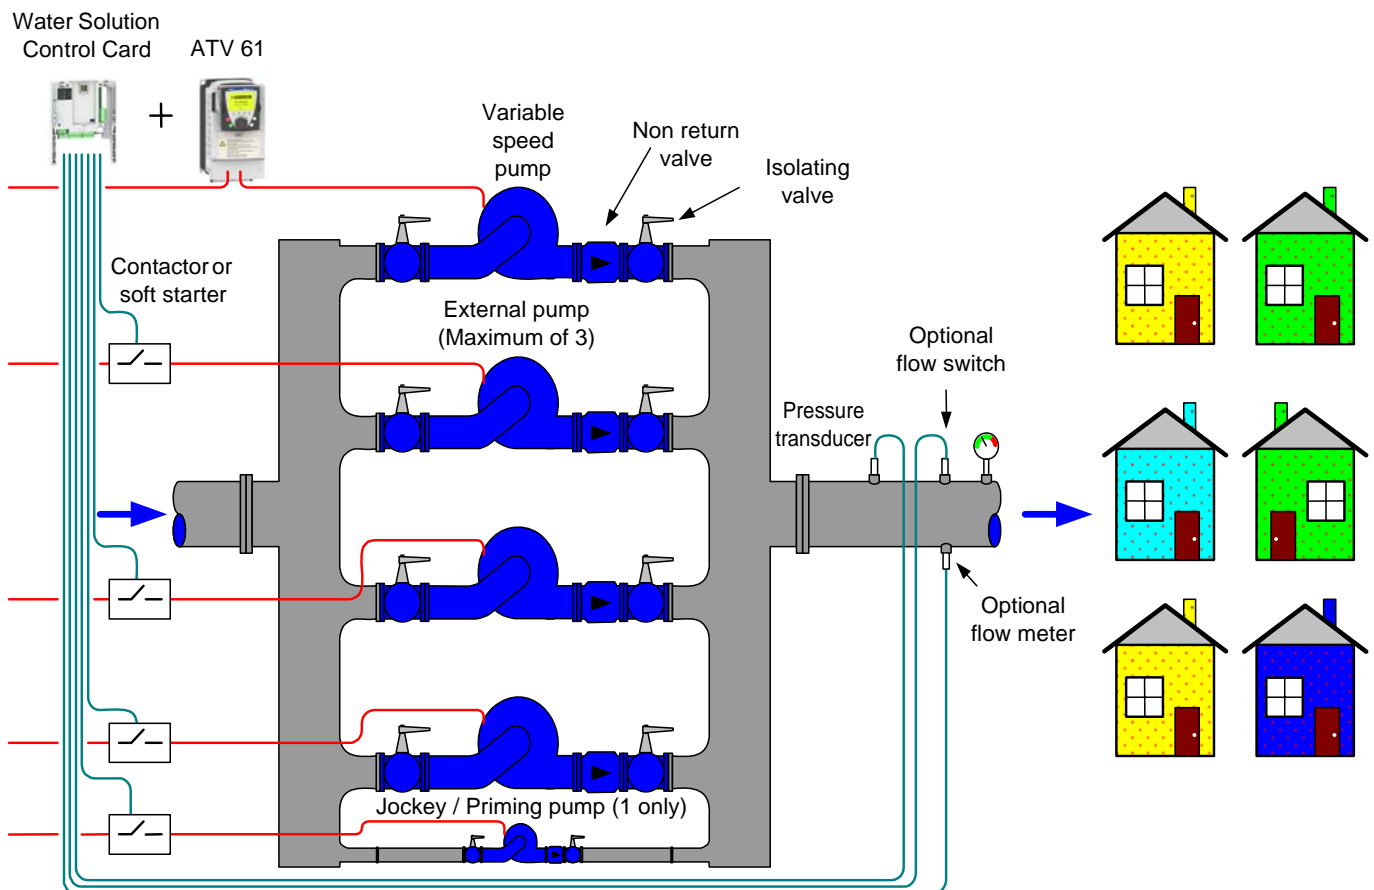 Water Solution
Control Card
ATV 61
+
Variable
speed
pump
Non return
valve
Isolating
valve
Contactor or
soft starter
External pump
(Maximum of 3)
Optional
flow switch
Pressure
transducer
Optional
flow meter
Jockey / Priming pump (1 only)